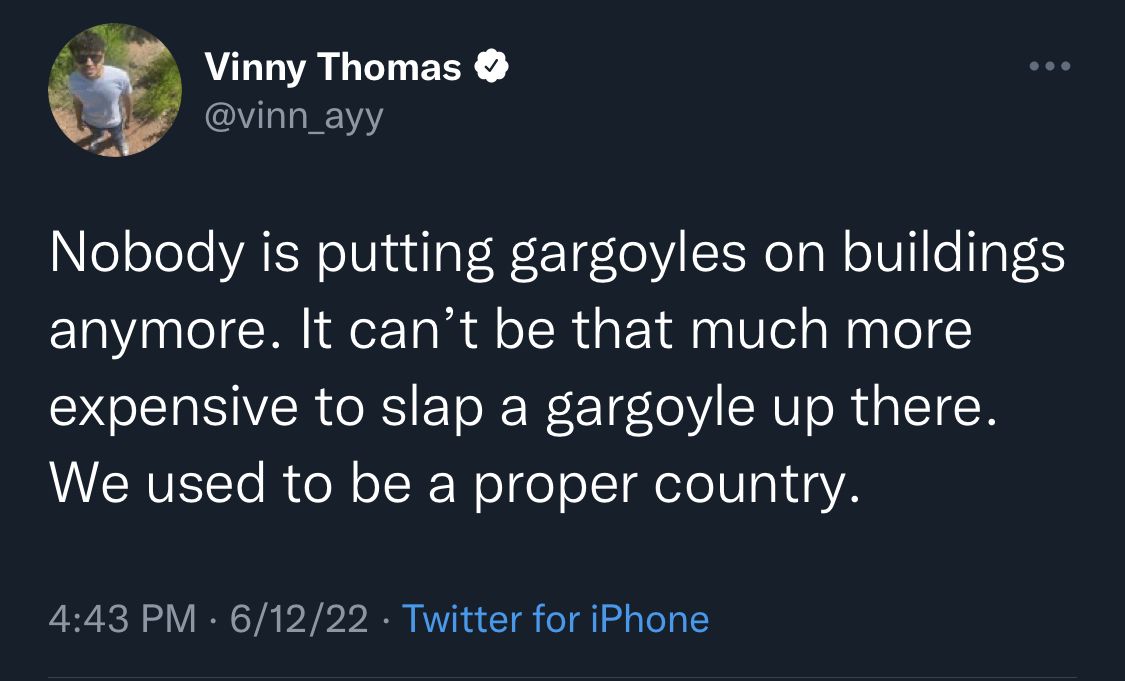 Vinny Thomas
@vinn_ayy
Nobody is putting gargoyles on buildings
anymore. It can’t be that much more
expensive to slap a gargoyle up there.
We used to be a proper country.
4:43 PM · 6/12/22 · Twitter for iPhone